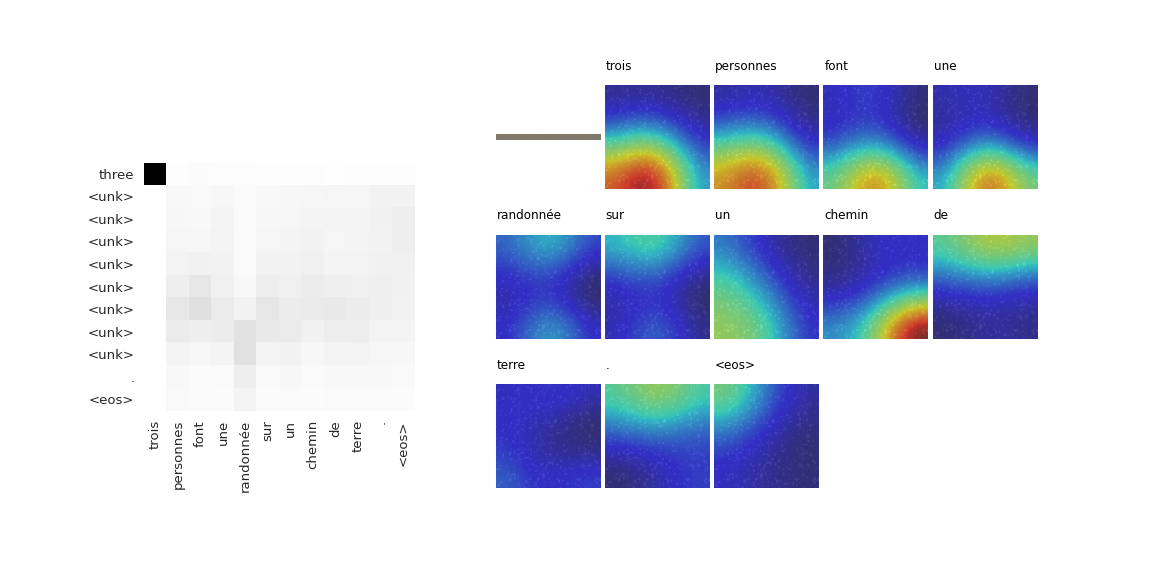 three
<unk>
<unk>
<unk>
<unk>
<unk>
<unk>
<unk>
<unk>
.
<eos>
trois
personnes
font
une
randonnée
sur
un
chemin
de
terre
.
<eos>
trois personnes font une
randonnée sur un chemin de
terre . <eos>